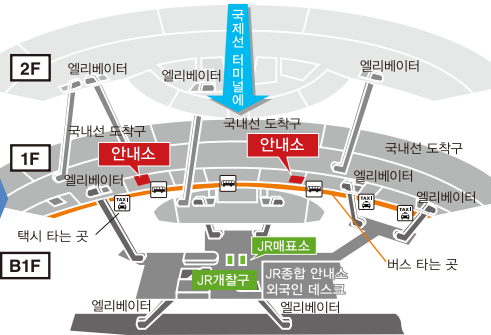 국제선 터미널에
2F
엘리베이터
엘리베이터
엘리베이터
국내선 도착구
국내선 도착구
국내선 도착구
1F
안내소
안내소
엘리베이터
엘리베이터
엘리베이터
TAXI
TAXI
TAXI
택시 타는 곳
버스 타는 곳
B1F
JR매표소
JR개찰구
JR종합 안내소
외국인 데스크
엘리베이터
엘리베이터